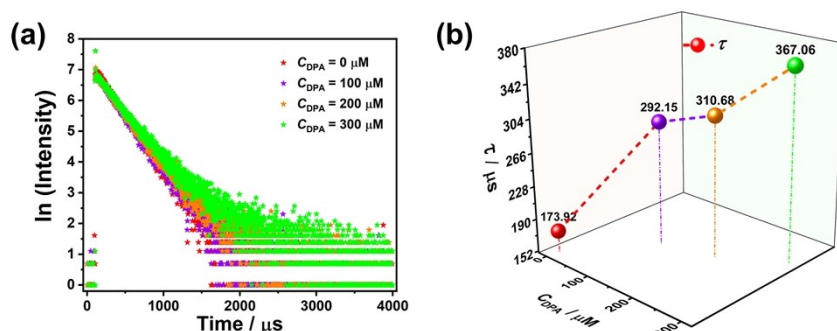 (a)
8
7
6
5
4
3
2
1
0
ln (Intensity)
C_DPA = 0 μM
C_DPA = 100 μM
C_DPA = 200 μM
C_DPA = 300 μM
0 1000 2000 3000 4000
Time / μs
(b)
380
342
304
266
228
190
152
τ / μs
τ
173.92
292.15
310.68
367.06
0
100
200
C_DPA / μM